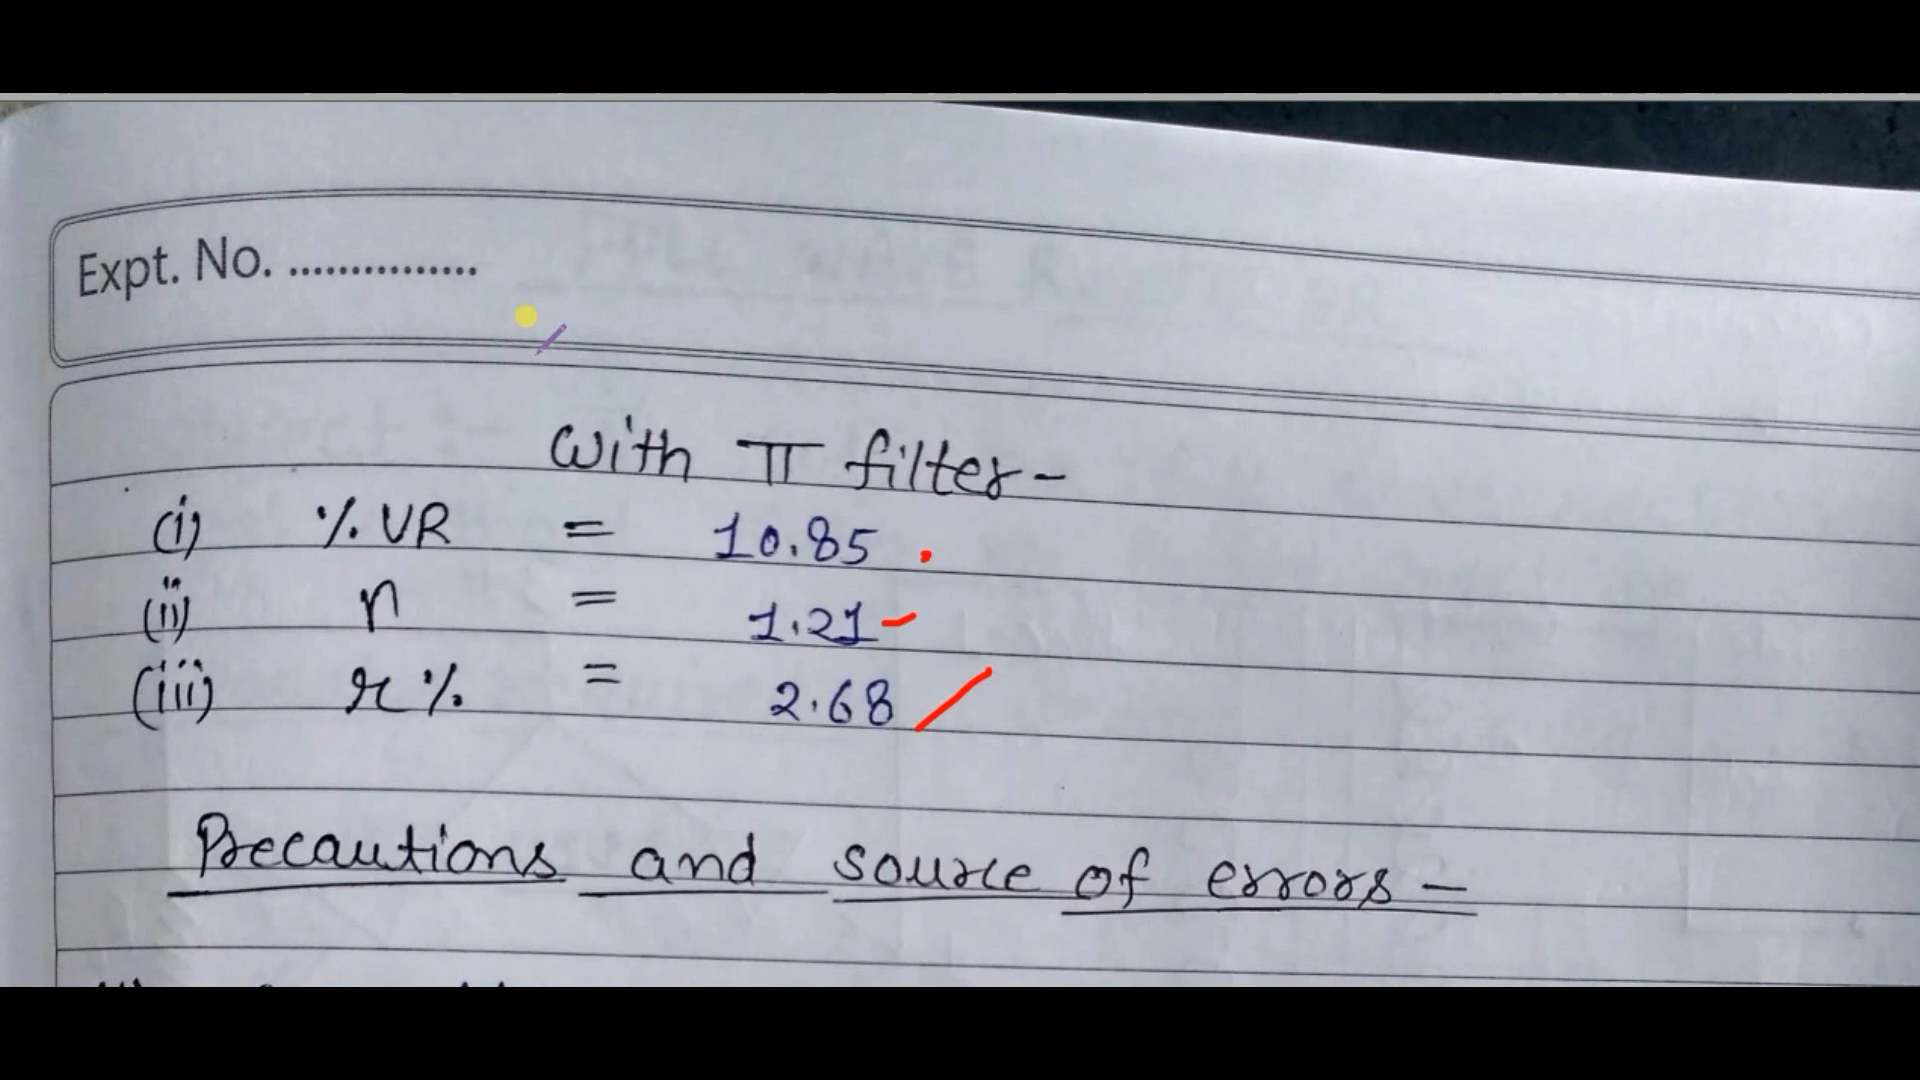 Expt. No. ...............
With π filter-
(i) %VR = 10.85
(ii) n = 1.21
(iii) r% = 2.68
Precautions and source of errors-